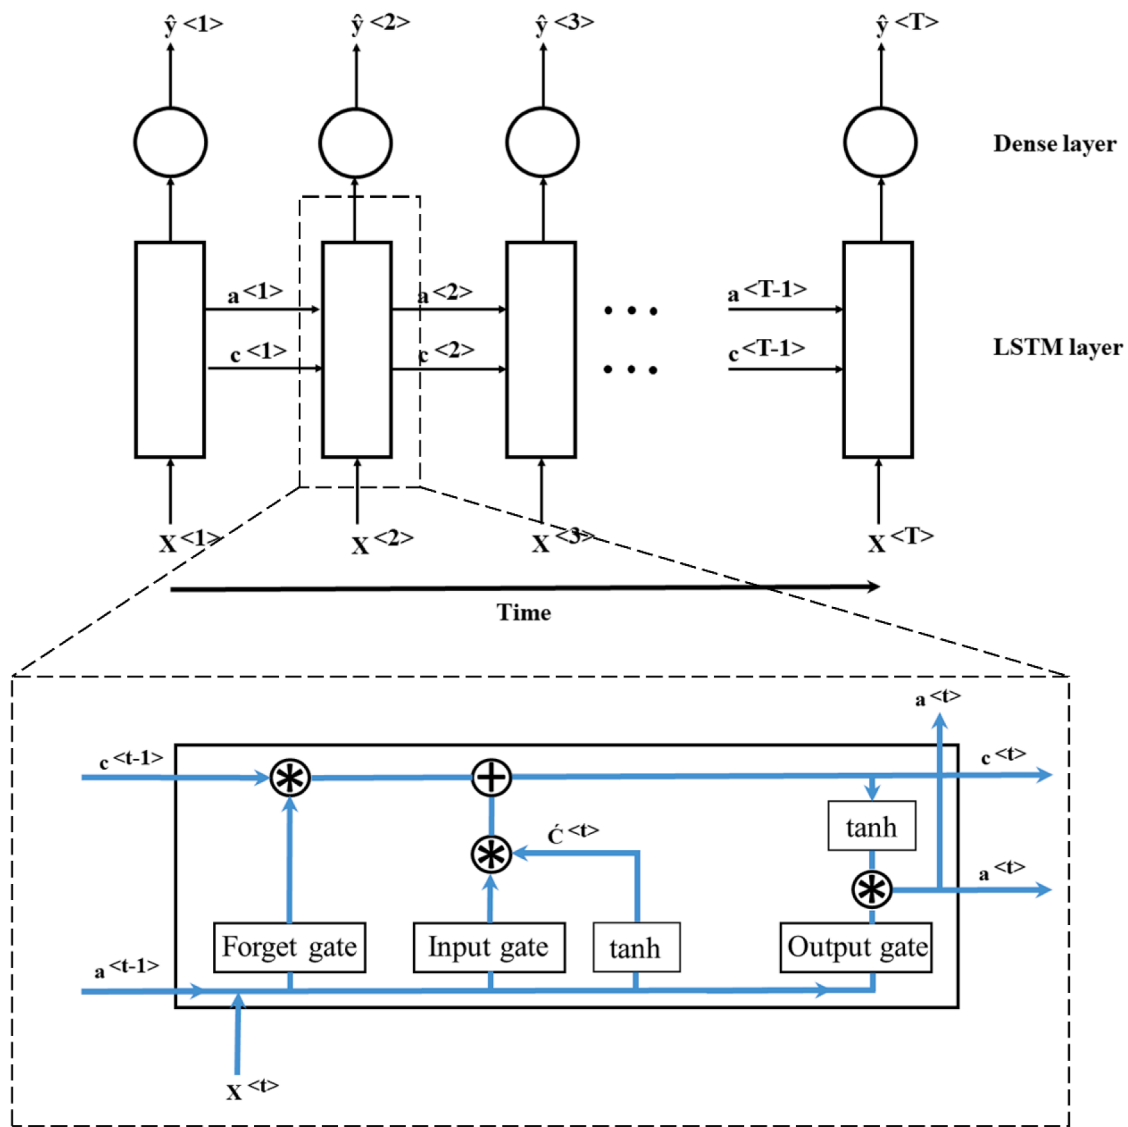 ŷ<1> ŷ<2> ŷ<3> ŷ<T>
Dense layer
a<1> a<2> a<T-1>
LSTM layer
c<1> c<2> c<T-1>
X<1> X<2> X<3> X<T>
Time
a<t>
c<t-1> c<t>
tanh
Ć<t>
a<t>
Forget gate Input gate tanh Output gate
a<t-1>
X<t>